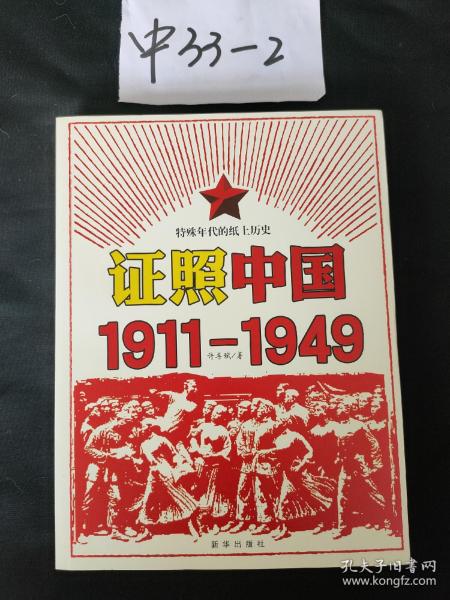 中33-2
特殊年代的纸上历史
证照中国
1911-1949
许善斌/著
新华出版社
孔夫子旧书网
www.kongfz.com